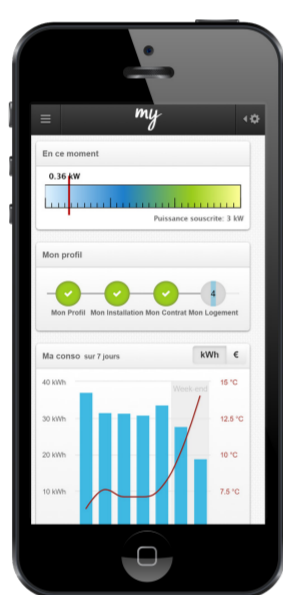 my
En ce moment
0.36 kW
Puissance souscrite: 3 kW
Mon profil
4
Mon Profil Mon Installation Mon Contrat Mon Logement
Ma conso sur 7 jours kWh €
40 kWh Week-end 15 °C
30 kWh 12.5 °C
20 kWh 10 °C
10 kWh 7.5 °C